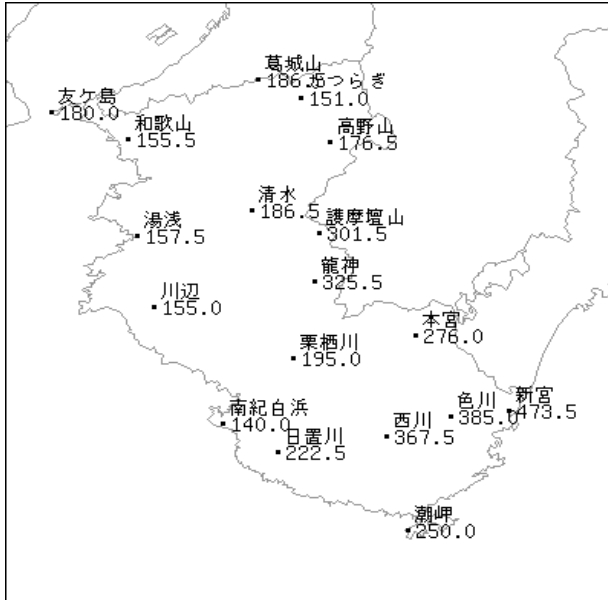 葛城山
186.5
かつらぎ
151.0
友ケ島
180.0
和歌山
155.5
高野山
176.5
清水
186.5
護摩壇山
301.5
湯浅
157.5
龍神
325.5
川辺
155.0
本宮
276.0
栗栖川
195.0
新宮
473.5
色川
385.0
南紀白浜
140.0
西川
367.5
日置川
222.5
潮岬
250.0